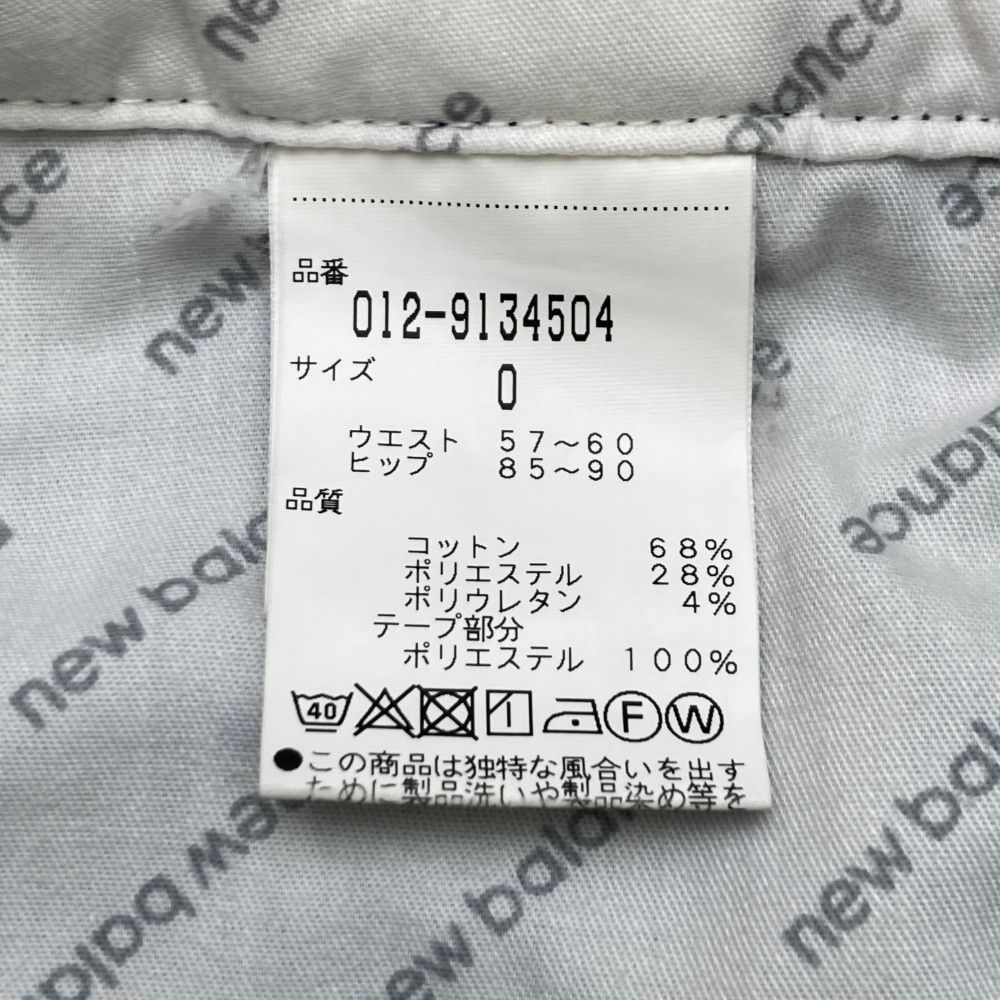 new balance
品番
012-9134504
サイズ
0
ウエスト 57～60
ヒップ 85～90
品質
コットン 68%
ポリエステル 28%
ポリウレタン 4%
テープ部分
ポリエステル 100%
40 F W
●この商品は独特な風合いを出す
ために製品洗いや製品染め等を
new balance
new balance
new balance
new balance